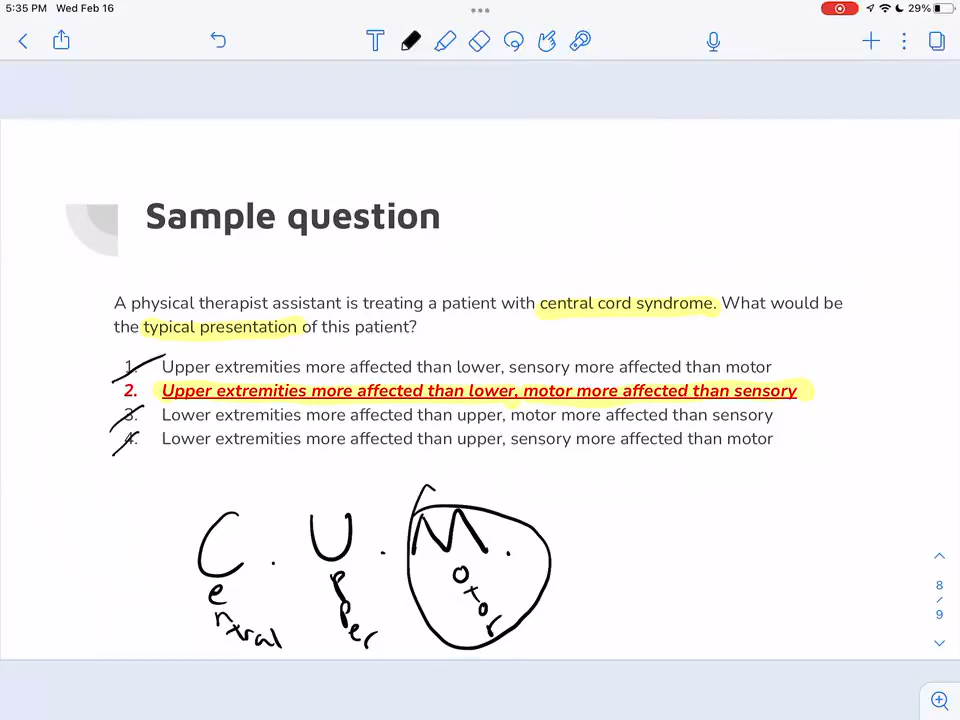 5:35 PM Wed Feb 16
29%
Sample question
A physical therapist assistant is treating a patient with central cord syndrome. What would be
the typical presentation of this patient?
1. Upper extremities more affected than lower, sensory more affected than motor
2. Upper extremities more affected than lower, motor more affected than sensory
3. Lower extremities more affected than upper, motor more affected than sensory
4. Lower extremities more affected than upper, sensory more affected than motor
C. U. M.
entral pper otor
8
/
9